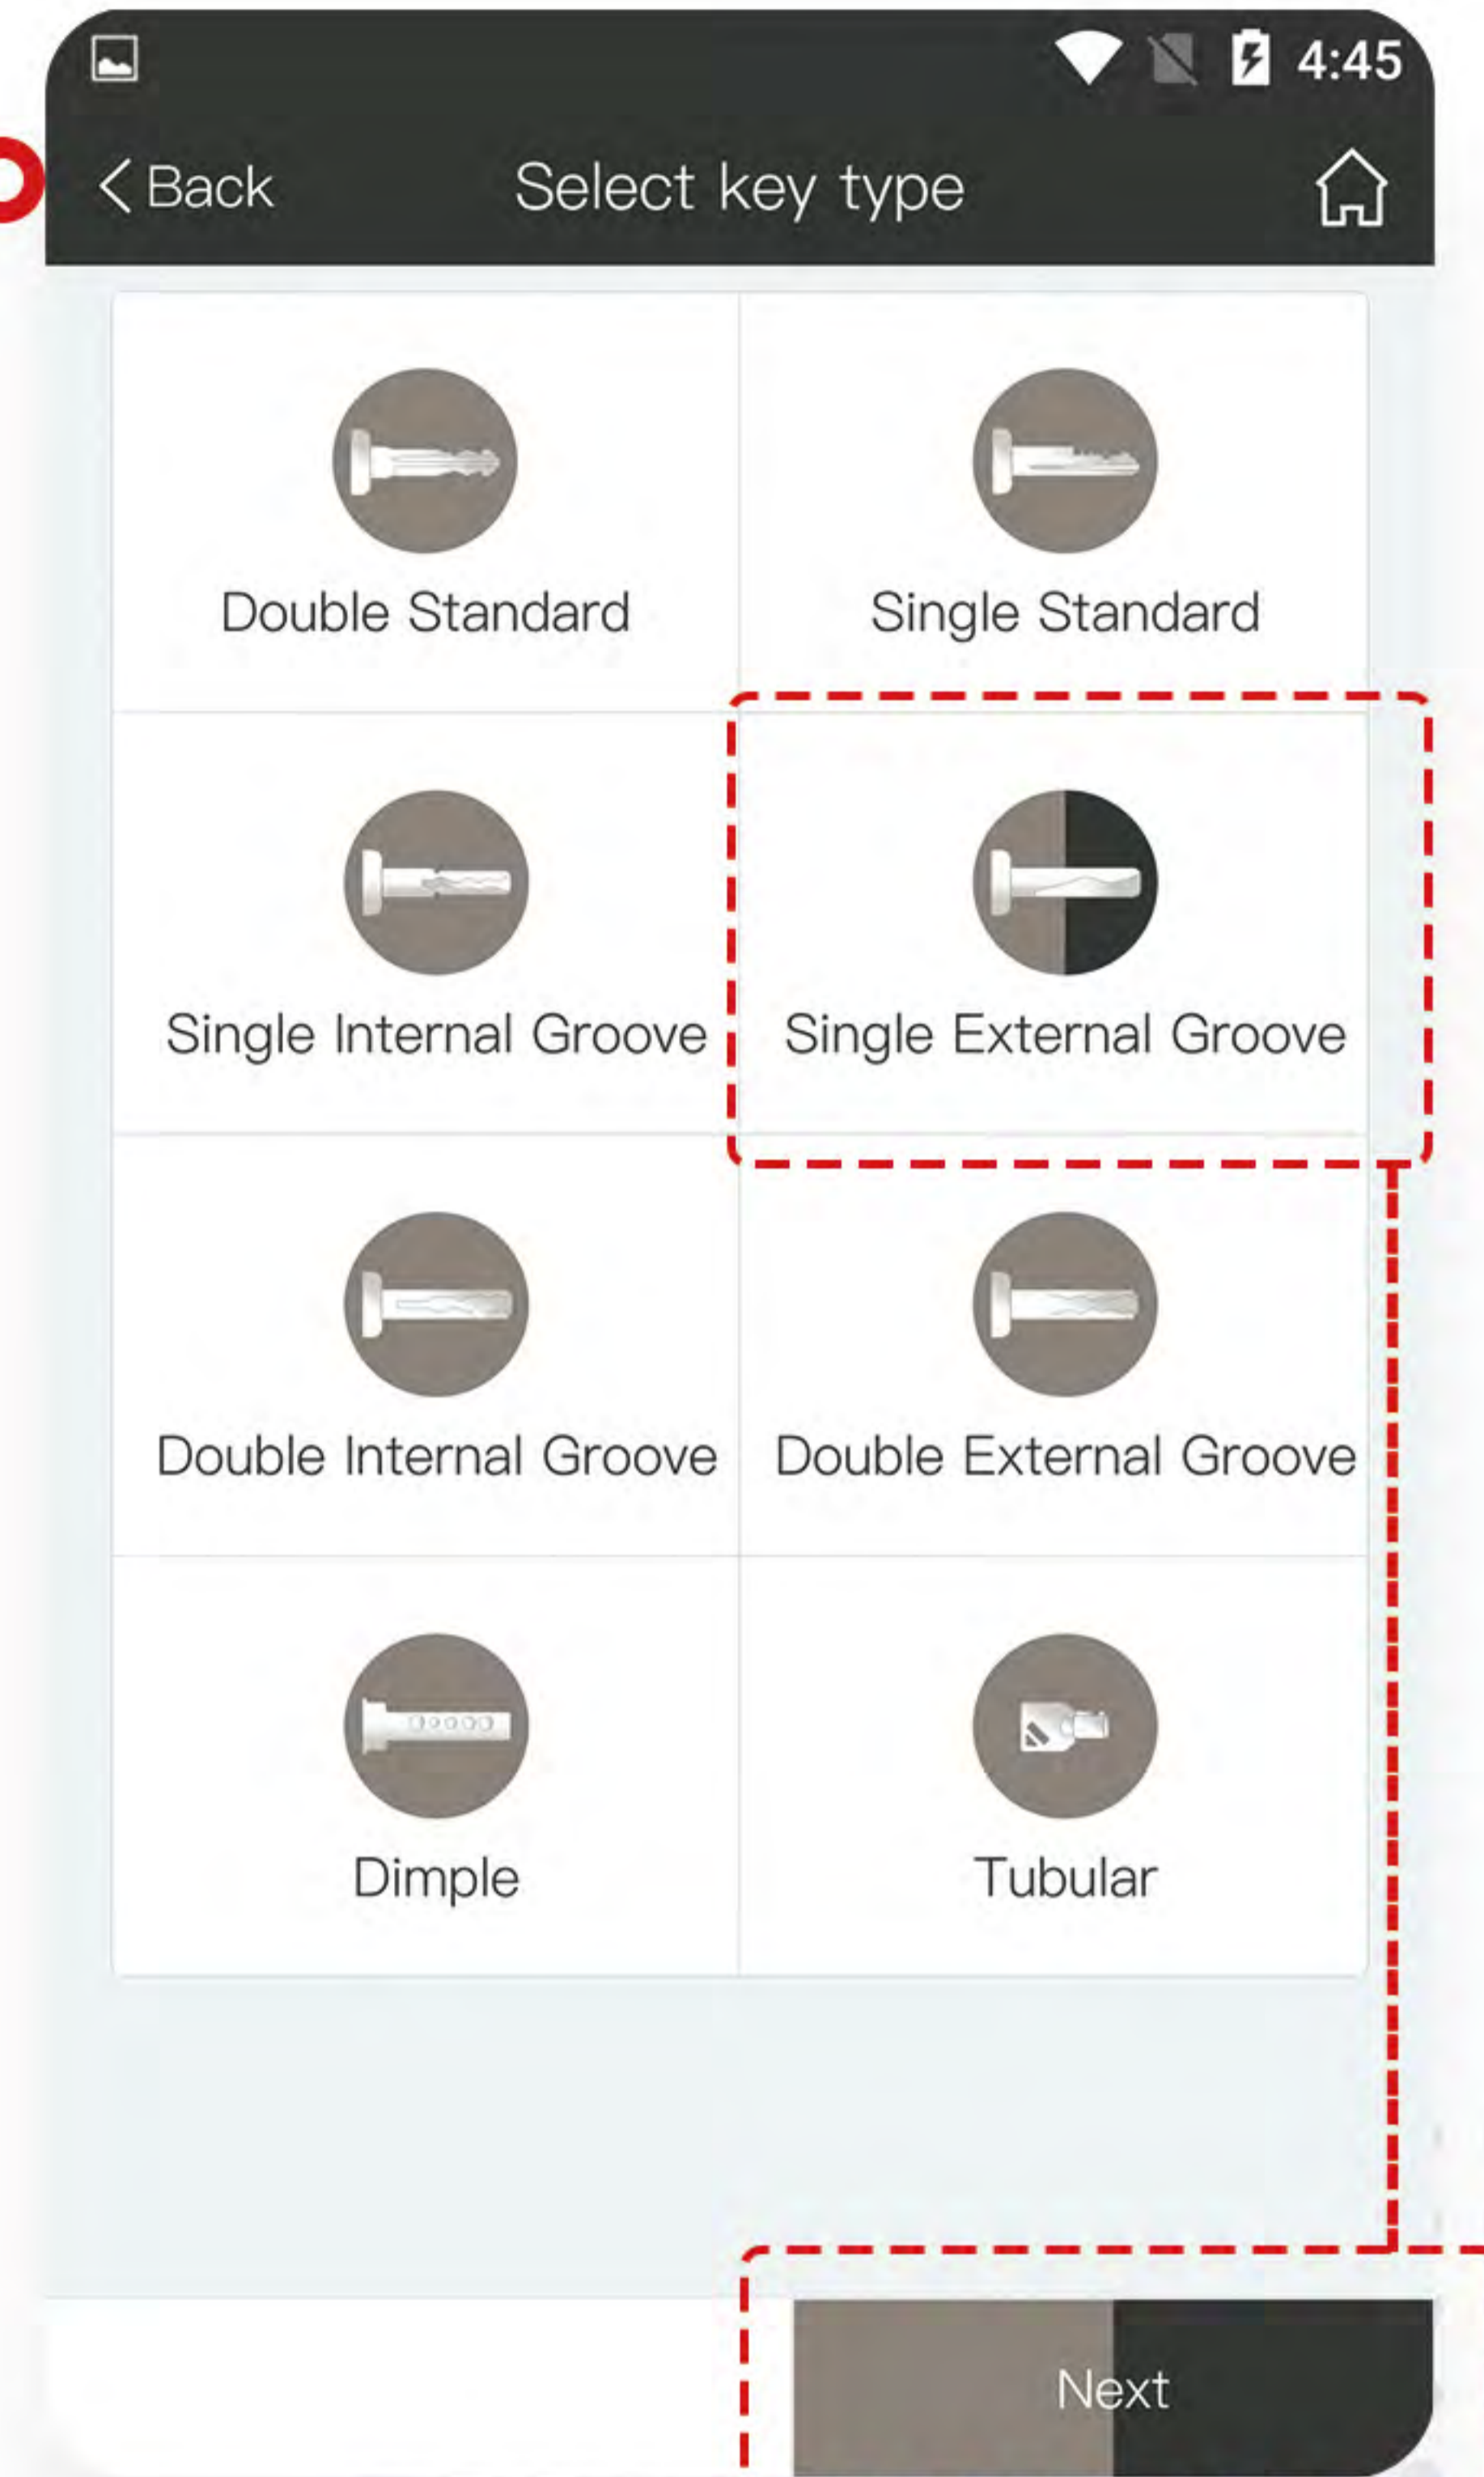 4:45
Back Select key type
Double Standard Single Standard
Single Internal Groove Single External Groove
Double Internal Groove Double External Groove
Dimple Tubular
Next